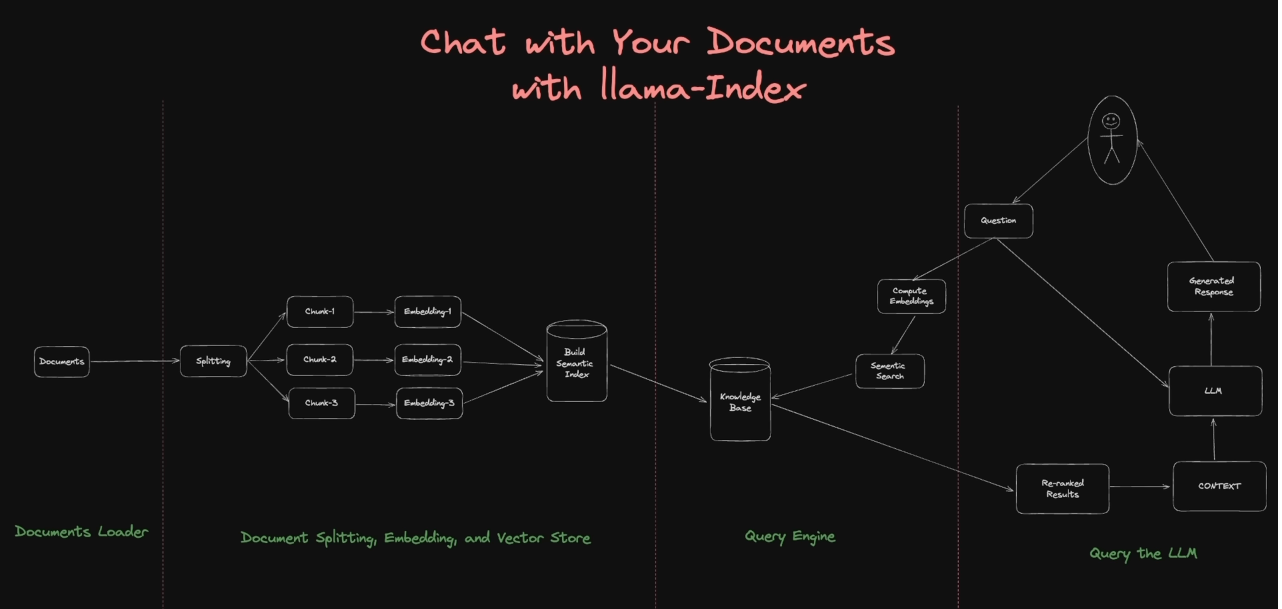 Chat with Your Documents
with llama-Index
Documents
Splitting
Chunk-1
Chunk-2
Chunk-3
Embedding-1
Embedding-2
Embedding-3
Build
Semantic
Index
Knowledge
Base
Question
Compute
Embeddings
Sementic
Search
Re-ranked
Results
CONTEXT
LLM
Generated
Response
Documents Loader
Document Splitting, Embedding, and Vector Store
Query Engine
Query the LLM